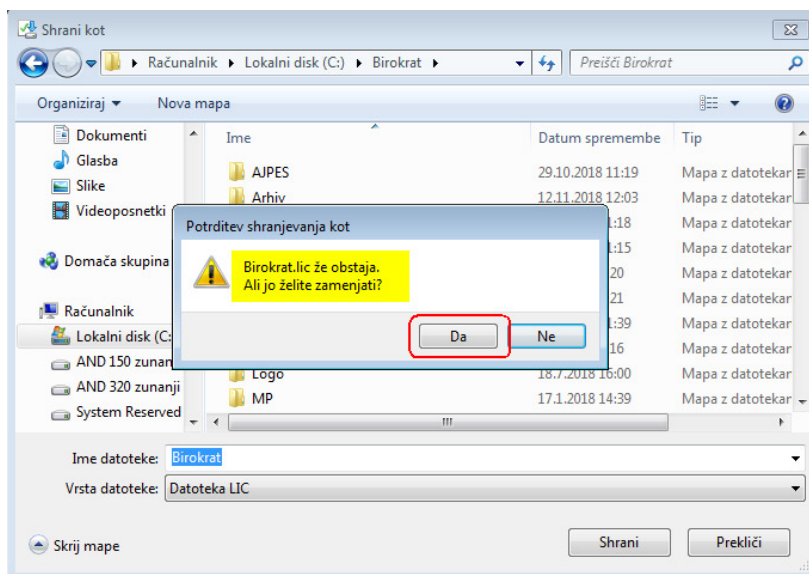 Shrani kot
Računalnik Lokalni disk (C:) Birokrat Preišči Birokrat
Organiziraj Nova mapa
Dokumenti
Glasba
Slike
Videoposnetki
Domača skupina
Računalnik
Lokalni disk (C:
AND 150 zunan
AND 320 zunanji
System Reserved
Ime Datum spremembe Tip
AJPES 29.10.2018 11:19 Mapa z datotekar
Arhiv 12.11.2018 12:03 Mapa z datotekar
1:18 Mapa z datotekar
1:15 Mapa z datotekar
20 Mapa z datotekar
21 Mapa z datotekar
1:39 Mapa z datotekar
16 Mapa z datotekar
Logo 18.7.2018 16:00 Mapa z datotekar
MP 17.1.2018 14:39 Mapa z datotekar
Potrditev shranjevanja kot
Birokrat.lic že obstaja.
Ali jo želite zamenjati?
Da Ne
Ime datoteke: Birokrat
Vrsta datoteke: Datoteka LIC
Skrij mape Shrani Prekliči